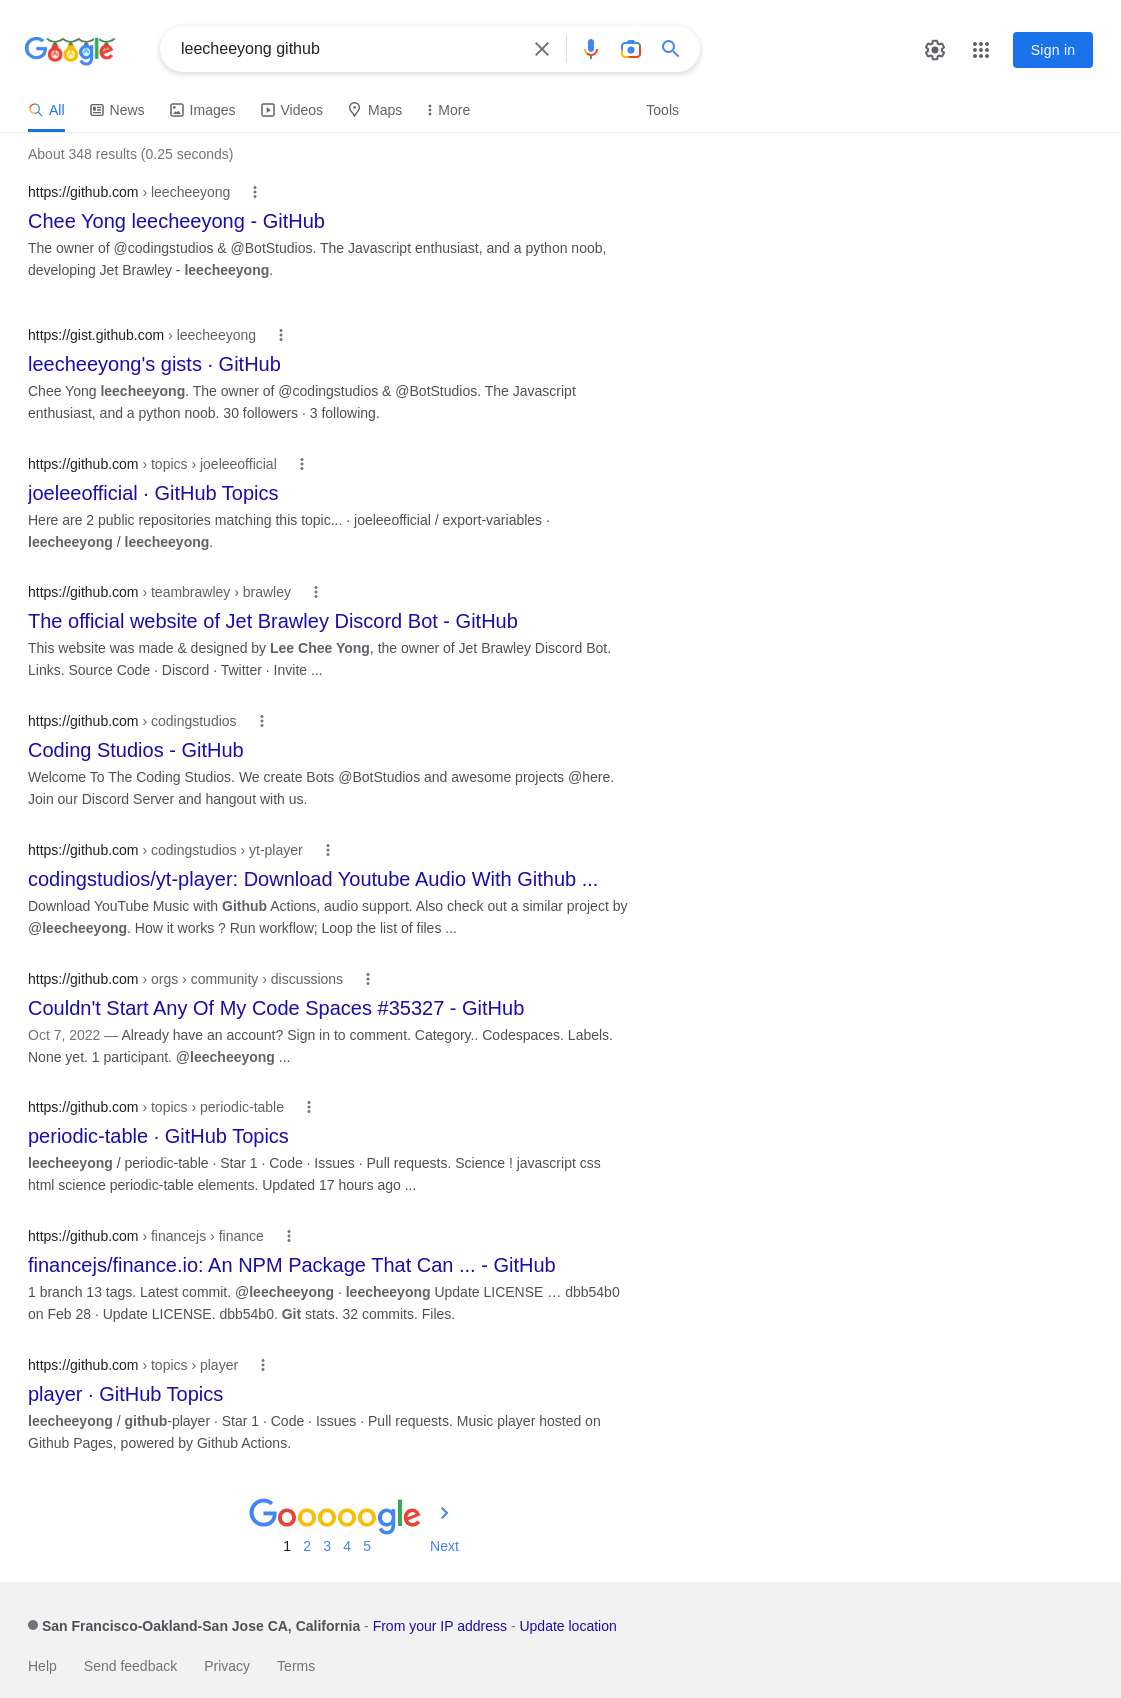 Google
leecheeyong github
Sign in
All News Images Videos Maps More Tools
About 348 results (0.25 seconds)
https://github.com › leecheeyong
Chee Yong leecheeyong - GitHub
The owner of @codingstudios & @BotStudios. The Javascript enthusiast, and a python noob,
developing Jet Brawley - leecheeyong.
https://gist.github.com › leecheeyong
leecheeyong's gists · GitHub
Chee Yong leecheeyong. The owner of @codingstudios & @BotStudios. The Javascript
enthusiast, and a python noob. 30 followers · 3 following.
https://github.com › topics › joeleeofficial
joeleeofficial · GitHub Topics
Here are 2 public repositories matching this topic... · joeleeofficial / export-variables ·
leecheeyong / leecheeyong.
https://github.com › teambrawley › brawley
The official website of Jet Brawley Discord Bot - GitHub
This website was made & designed by Lee Chee Yong, the owner of Jet Brawley Discord Bot.
Links. Source Code · Discord · Twitter · Invite ...
https://github.com › codingstudios
Coding Studios - GitHub
Welcome To The Coding Studios. We create Bots @BotStudios and awesome projects @here.
Join our Discord Server and hangout with us.
https://github.com › codingstudios › yt-player
codingstudios/yt-player: Download Youtube Audio With Github ...
Download YouTube Music with Github Actions, audio support. Also check out a similar project by
@leecheeyong. How it works ? Run workflow; Loop the list of files ...
https://github.com › orgs › community › discussions
Couldn't Start Any Of My Code Spaces #35327 - GitHub
Oct 7, 2022 — Already have an account? Sign in to comment. Category.. Codespaces. Labels.
None yet. 1 participant. @leecheeyong ...
https://github.com › topics › periodic-table
periodic-table · GitHub Topics
leecheeyong / periodic-table · Star 1 · Code · Issues · Pull requests. Science ! javascript css
html science periodic-table elements. Updated 17 hours ago ...
https://github.com › financejs › finance
financejs/finance.io: An NPM Package That Can ... - GitHub
1 branch 13 tags. Latest commit. @leecheeyong · leecheeyong Update LICENSE … dbb54b0
on Feb 28 · Update LICENSE. dbb54b0. Git stats. 32 commits. Files.
https://github.com › topics › player
player · GitHub Topics
leecheeyong / github-player · Star 1 · Code · Issues · Pull requests. Music player hosted on
Github Pages, powered by Github Actions.
Gooooogle
1 2 3 4 5 Next
San Francisco-Oakland-San Jose CA, California - From your IP address - Update location
Help Send feedback Privacy Terms